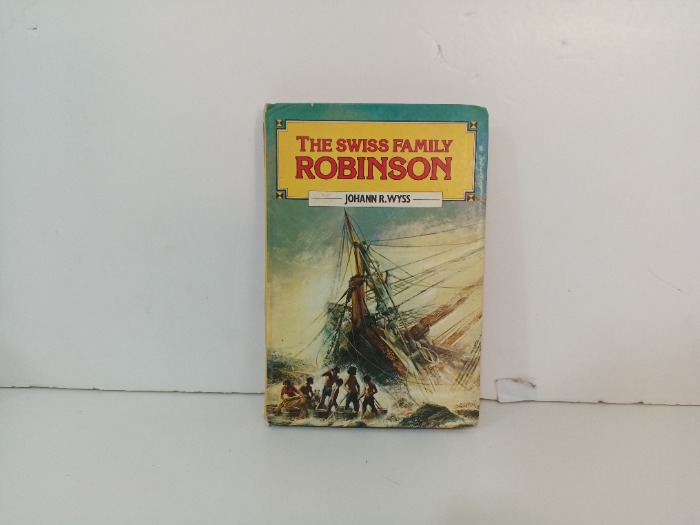 THE SWISS FAMILY
ROBINSON
JOHANN R. WYSS